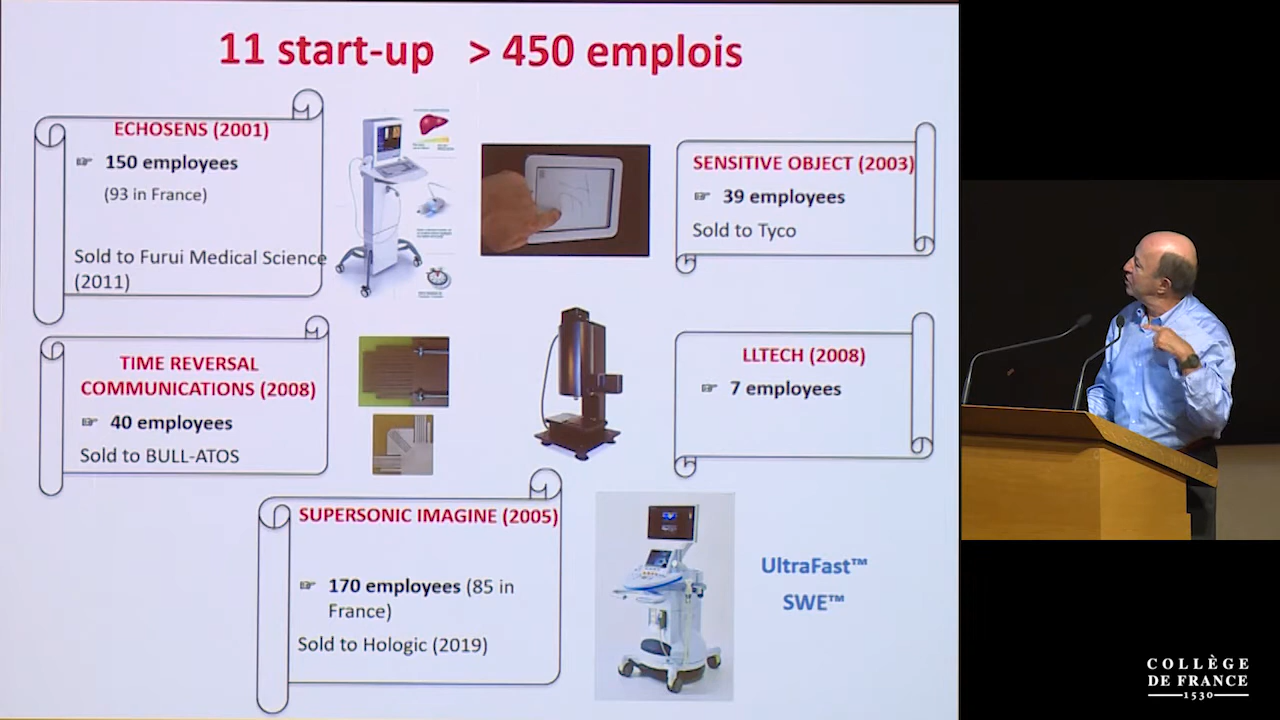 11 start-up > 450 emplois
ECHOSENS (2001)
☞ 150 employees
(93 in France)
Sold to Furui Medical Science
(2011)
SENSITIVE OBJECT (2003)
☞ 39 employees
Sold to Tyco
TIME REVERSAL
COMMUNICATIONS (2008)
☞ 40 employees
Sold to BULL-ATOS
LLTECH (2008)
☞ 7 employees
SUPERSONIC IMAGINE (2005)
☞ 170 employees (85 in
France)
Sold to Hologic (2019)
UltraFast™
SWE™
COLLÈGE
DE FRANCE
1530